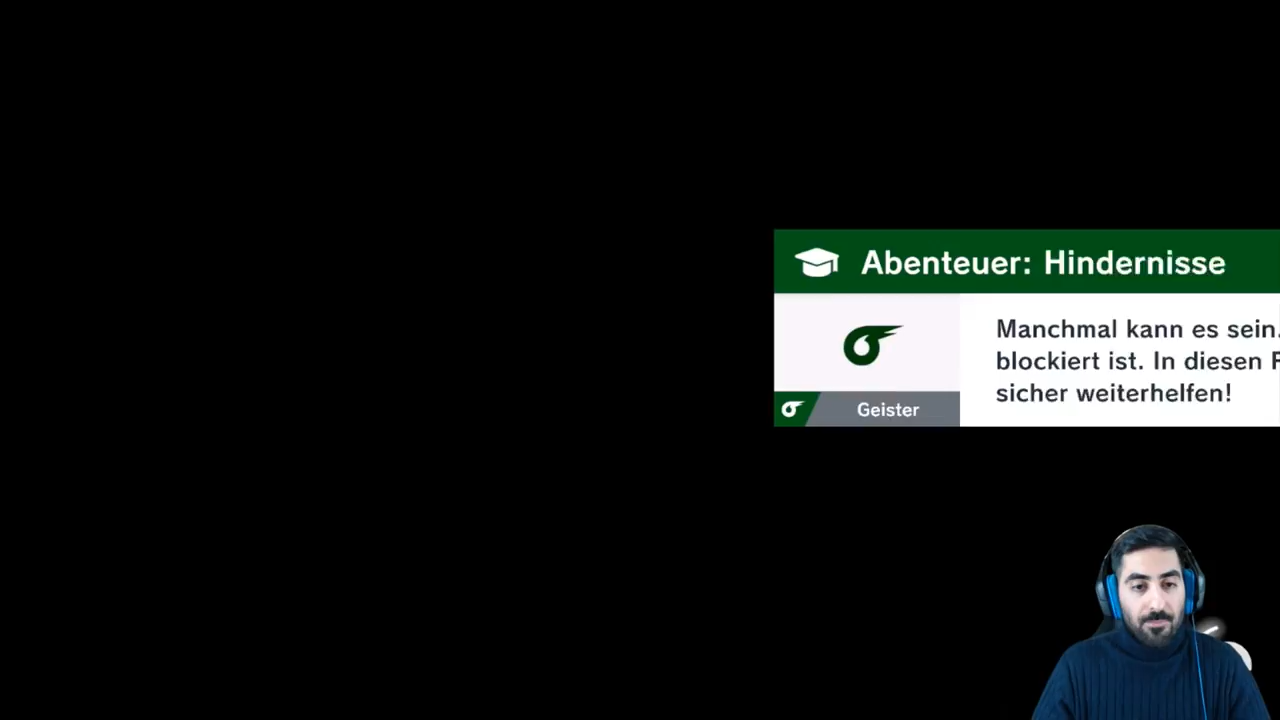 Abenteuer: Hindernisse
Manchmal kann es sein
blockiert ist. In diesen
sicher weiterhelfen!
Geister